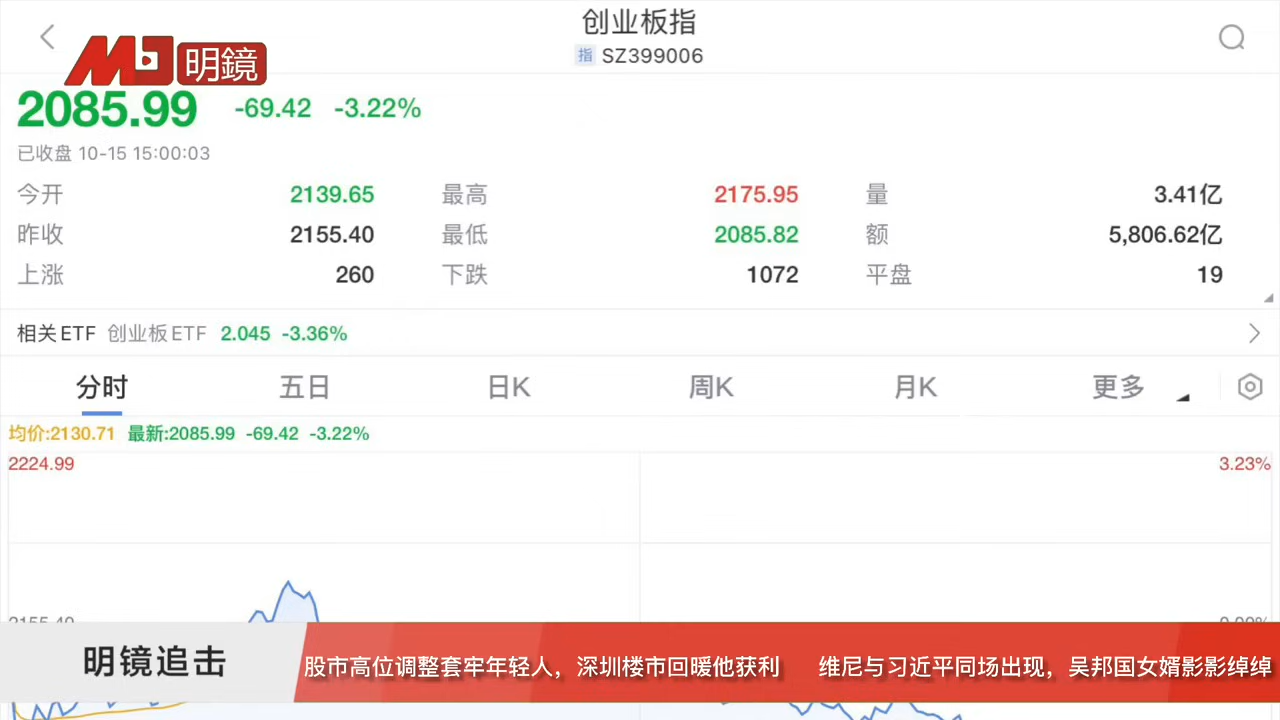 创业板指
指 SZ399006
明鏡
2085.99 -69.42 -3.22%
已收盘 10-15 15:00:03
今开 2139.65 最高 2175.95 量 3.41亿
昨收 2155.40 最低 2085.82 额 5,806.62亿
上涨 260 下跌 1072 平盘 19
相关ETF 创业板ETF 2.045 -3.36%
分时 五日 日K 周K 月K 更多
均价:2130.71 最新:2085.99 -69.42 -3.22%
2224.99 3.23%
2155.40 0.00%
明镜追击 股市高位调整套牢年轻人，深圳楼市回暖他获利 维尼与习近平同场出现，吴邦国女婿影影绰绰